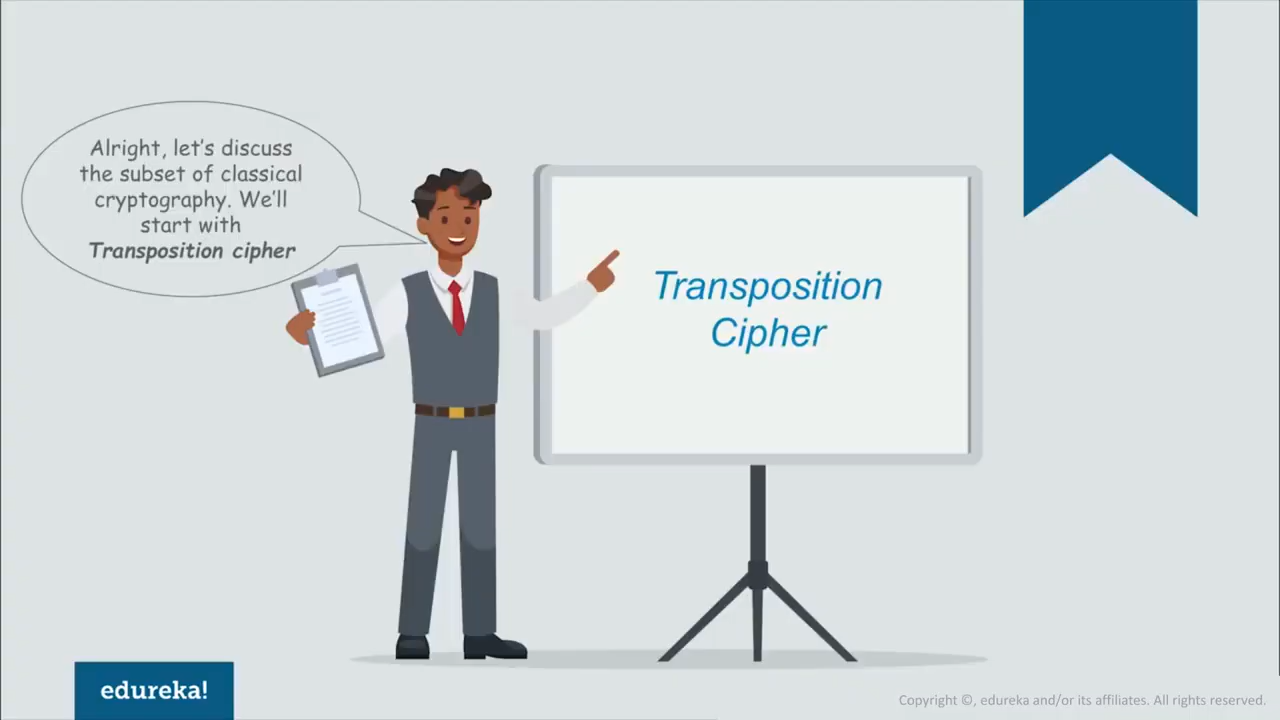 Alright, let's discuss
the subset of classical
cryptography. We'll
start with
Transposition cipher
Transposition
Cipher
edureka!
Copyright ©, edureka and/or its affiliates. All rights reserved.